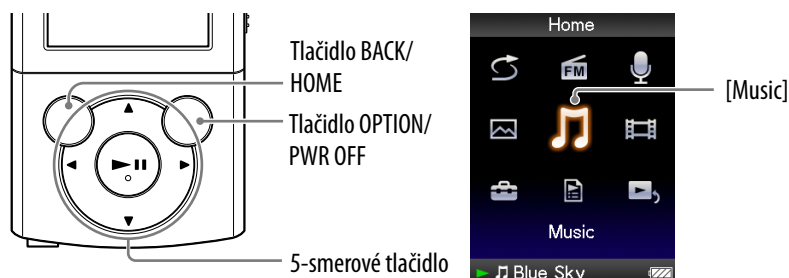 Tlačidlo BACK/
HOME
Tlačidlo OPTION/
PWR OFF
5-smerové tlačidlo
Home
FM
[Music]
Music
Blue Sky